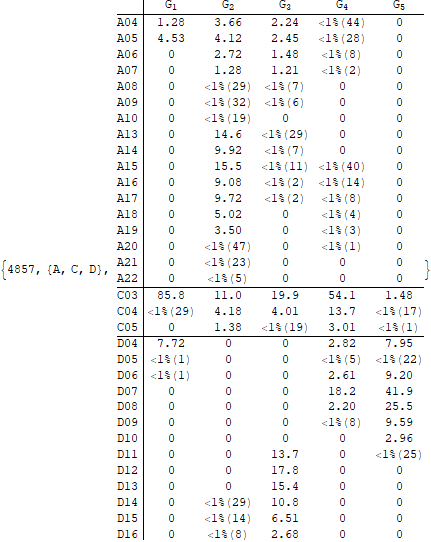 G1 G2 G3 G4 G5
A04 1.28 3.66 2.24 <1%(44) 0
A05 4.53 4.12 2.45 <1%(28) 0
A06 0 2.72 1.48 <1%(8) 0
A07 0 1.28 1.21 <1%(2) 0
A08 0 <1%(29) <1%(7) 0 0
A09 0 <1%(32) <1%(6) 0 0
A10 0 <1%(19) 0 0 0
A13 0 14.6 <1%(29) 0 0
A14 0 9.92 <1%(7) 0 0
A15 0 15.5 <1%(11) <1%(40) 0
A16 0 9.08 <1%(2) <1%(14) 0
A17 0 9.72 <1%(2) <1%(8) 0
A18 0 5.02 0 <1%(4) 0
A19 0 3.50 0 <1%(3) 0
A20 0 <1%(47) 0 <1%(1) 0
{4857, {A, C, D}, A21 0 <1%(23) 0 0 0 }
A22 0 <1%(5) 0 0 0
C03 85.8 11.0 19.9 54.1 1.48
C04 <1%(29) 4.18 4.01 13.7 <1%(17)
C05 0 1.38 <1%(19) 3.01 <1%(1)
D04 7.72 0 0 2.82 7.95
D05 <1%(1) 0 0 <1%(5) <1%(22)
D06 <1%(1) 0 0 2.61 9.20
D07 0 0 0 18.2 41.9
D08 0 0 0 2.20 25.5
D09 0 0 0 <1%(8) 9.59
D10 0 0 0 0 2.96
D11 0 0 13.7 0 <1%(25)
D12 0 0 17.8 0 0
D13 0 0 15.4 0 0
D14 0 <1%(29) 10.8 0 0
D15 0 <1%(14) 6.51 0 0
D16 0 <1%(8) 2.68 0 0